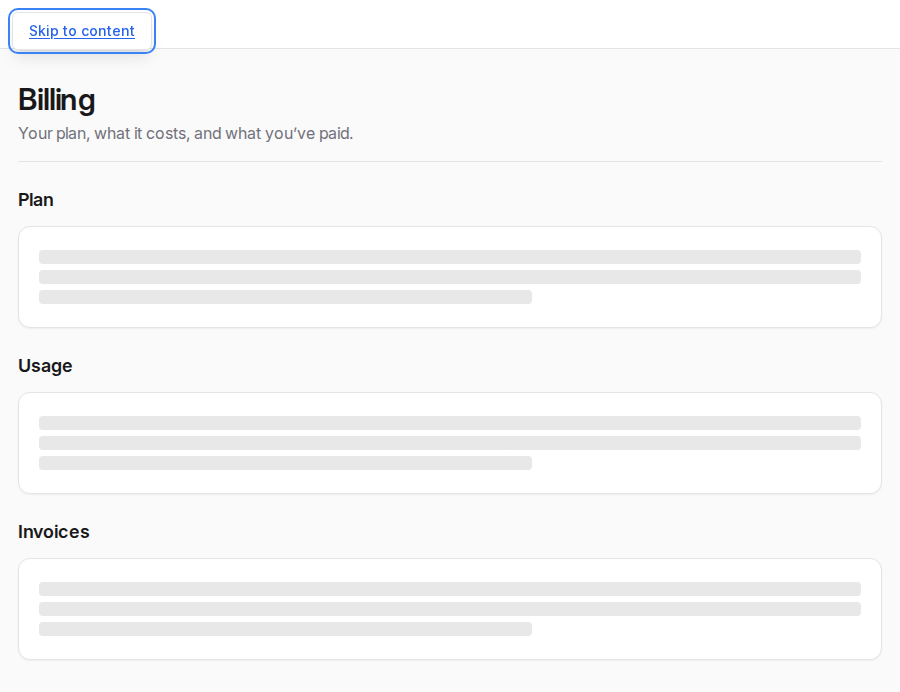 Skip to content
Billing
Your plan, what it costs, and what you’ve paid.
Plan
Usage
Invoices